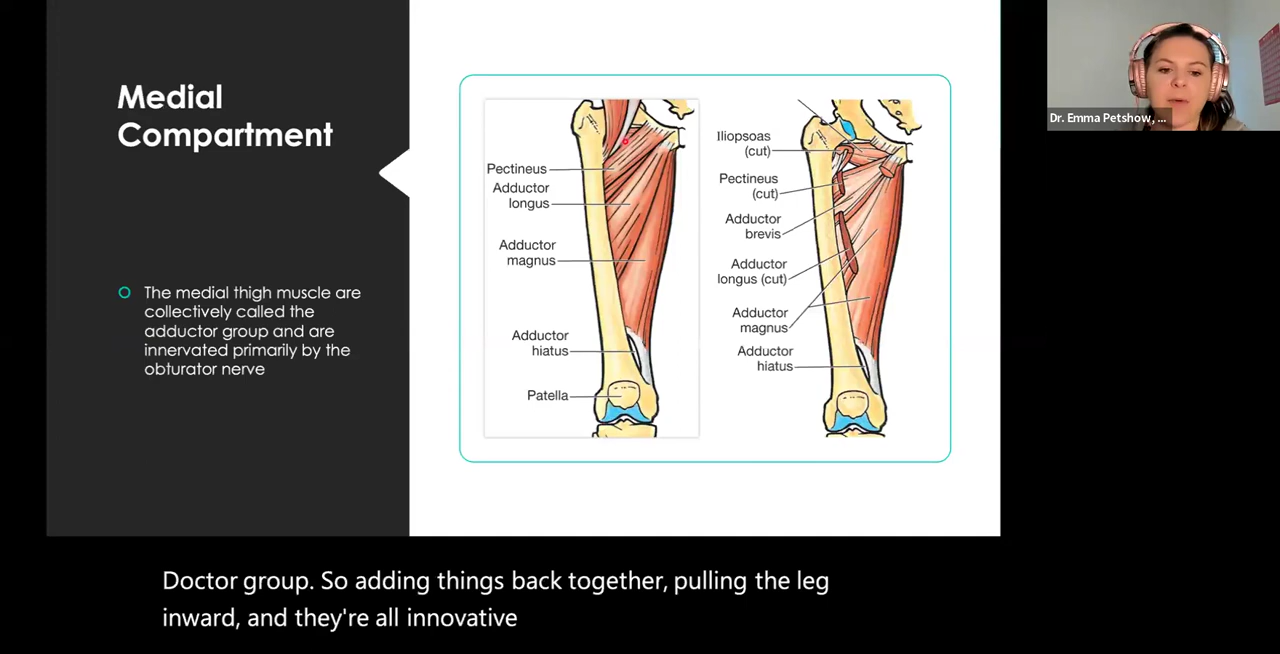 Medial
Compartment
The medial thigh muscle are
collectively called the
adductor group and are
innervated primarily by the
obturator nerve
Pectineus
Adductor
longus
Adductor
magnus
Adductor
hiatus
Patella
Iliopsoas
(cut)
Pectineus
(cut)
Adductor
brevis
Adductor
longus (cut)
Adductor
magnus
Adductor
hiatus
Dr. Emma Petshow, ...
Doctor group. So adding things back together, pulling the leg
inward, and they're all innovative